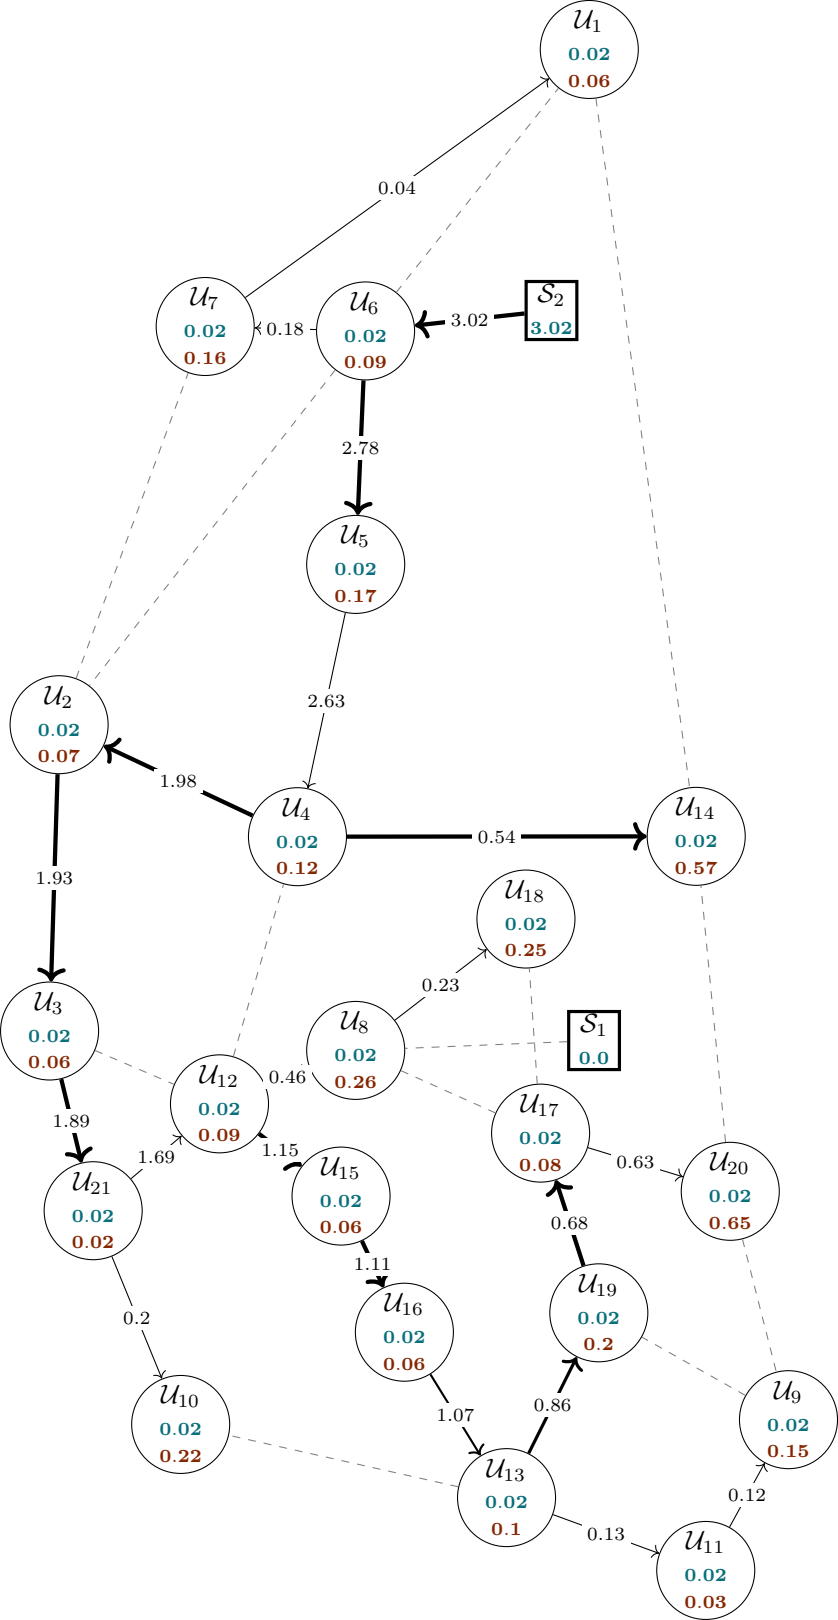 𝒰₁
0.02
0.06
0.04
𝒰₇
0.02
0.16
0.18
𝒰₆
0.02
0.09
3.02
𝒮₂
3.02
2.78
𝒰₅
0.02
0.17
2.63
𝒰₂
0.02
0.07
1.98
𝒰₄
0.02
0.12
0.54
𝒰₁₄
0.02
0.57
1.93
𝒰₁₈
0.02
0.25
0.23
𝒰₃
0.02
0.06
𝒰₈
0.02
0.26
𝒮₁
0.0
𝒰₁₂
0.02
0.09
0.46
1.89
1.69
1.15
𝒰₁₇
0.02
0.08
0.63
𝒰₂₀
0.02
0.65
𝒰₂₁
0.02
0.02
𝒰₁₅
0.02
0.06
0.68
1.11
0.2
𝒰₁₆
0.02
0.06
𝒰₁₉
0.02
0.2
𝒰₁₀
0.02
0.22
1.07
0.86
𝒰₉
0.02
0.15
𝒰₁₃
0.02
0.1
0.13
0.12
𝒰₁₁
0.02
0.03